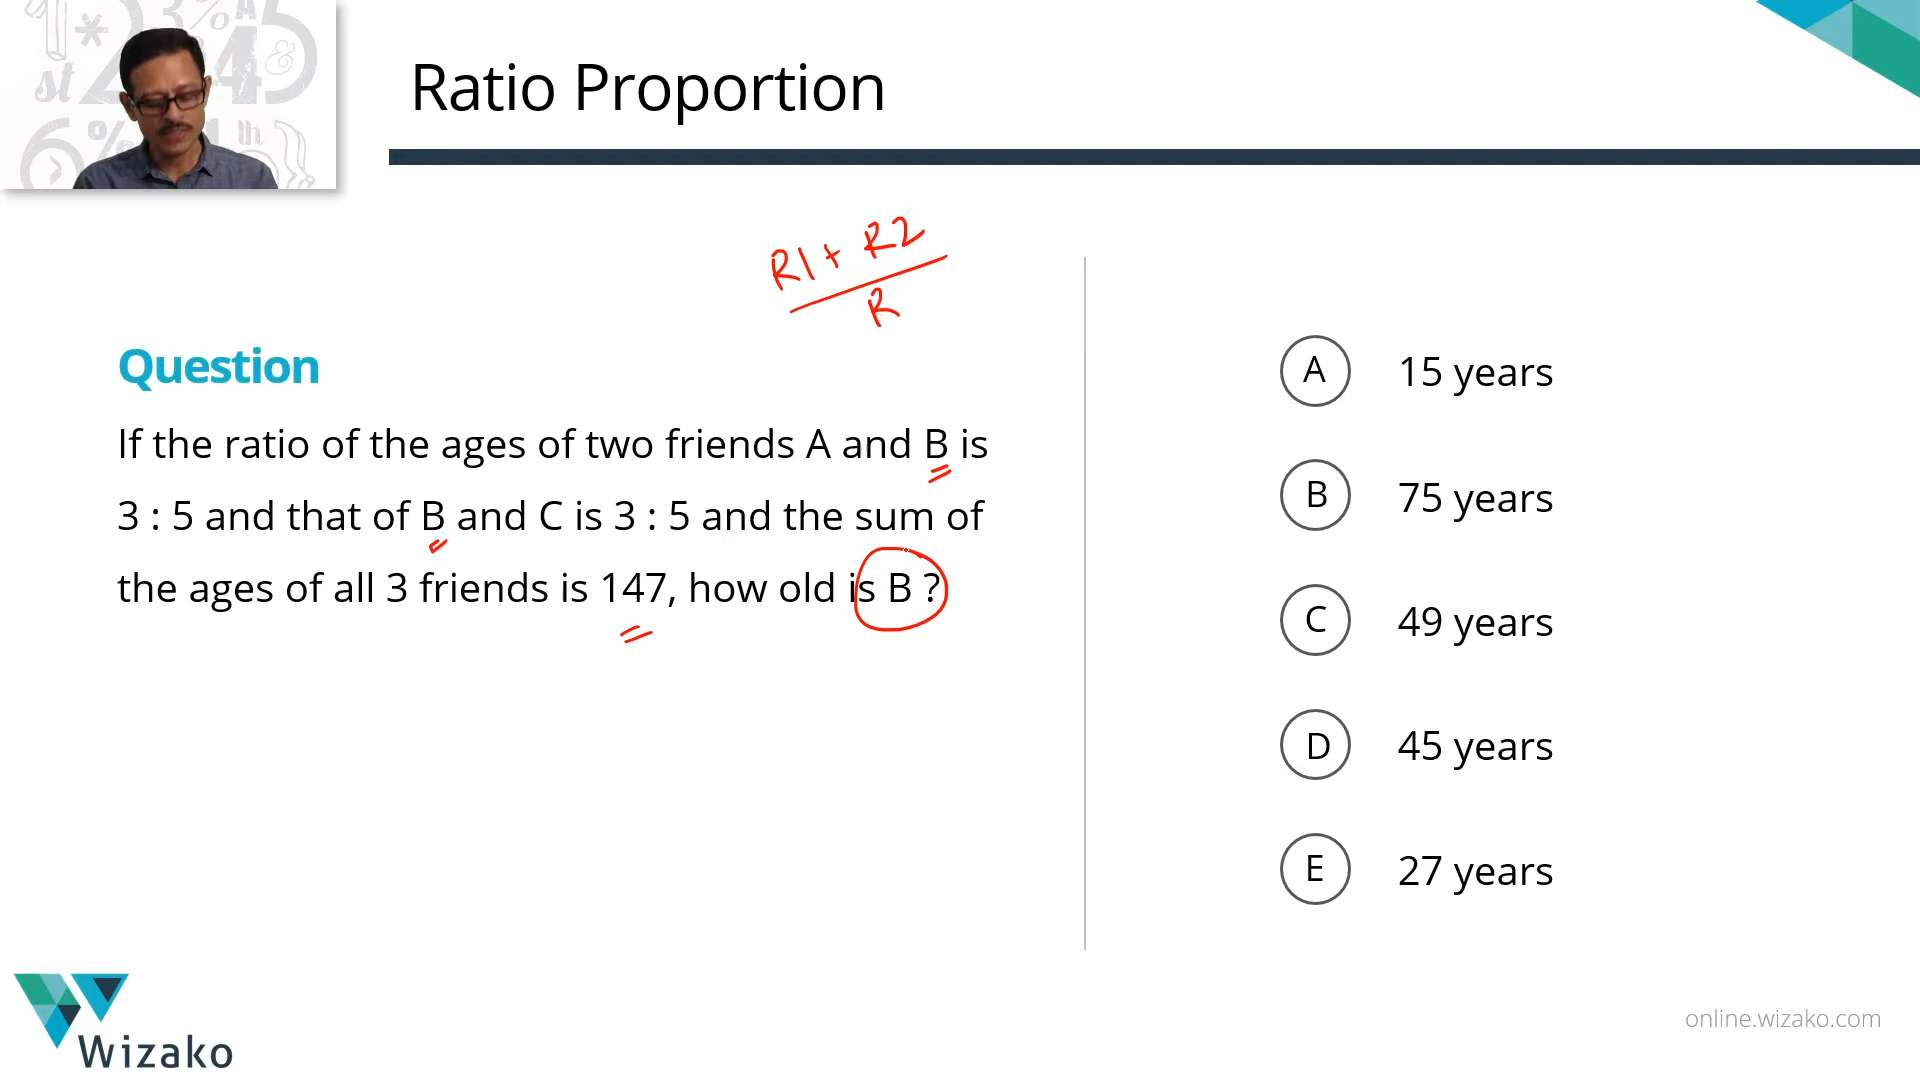 Ratio Proportion
R1 + R2
R
Question
If the ratio of the ages of two friends A and B is
3 : 5 and that of B and C is 3 : 5 and the sum of
the ages of all 3 friends is 147, how old is B ?
A 15 years
B 75 years
C 49 years
D 45 years
E 27 years
Wizako
online.wizako.com